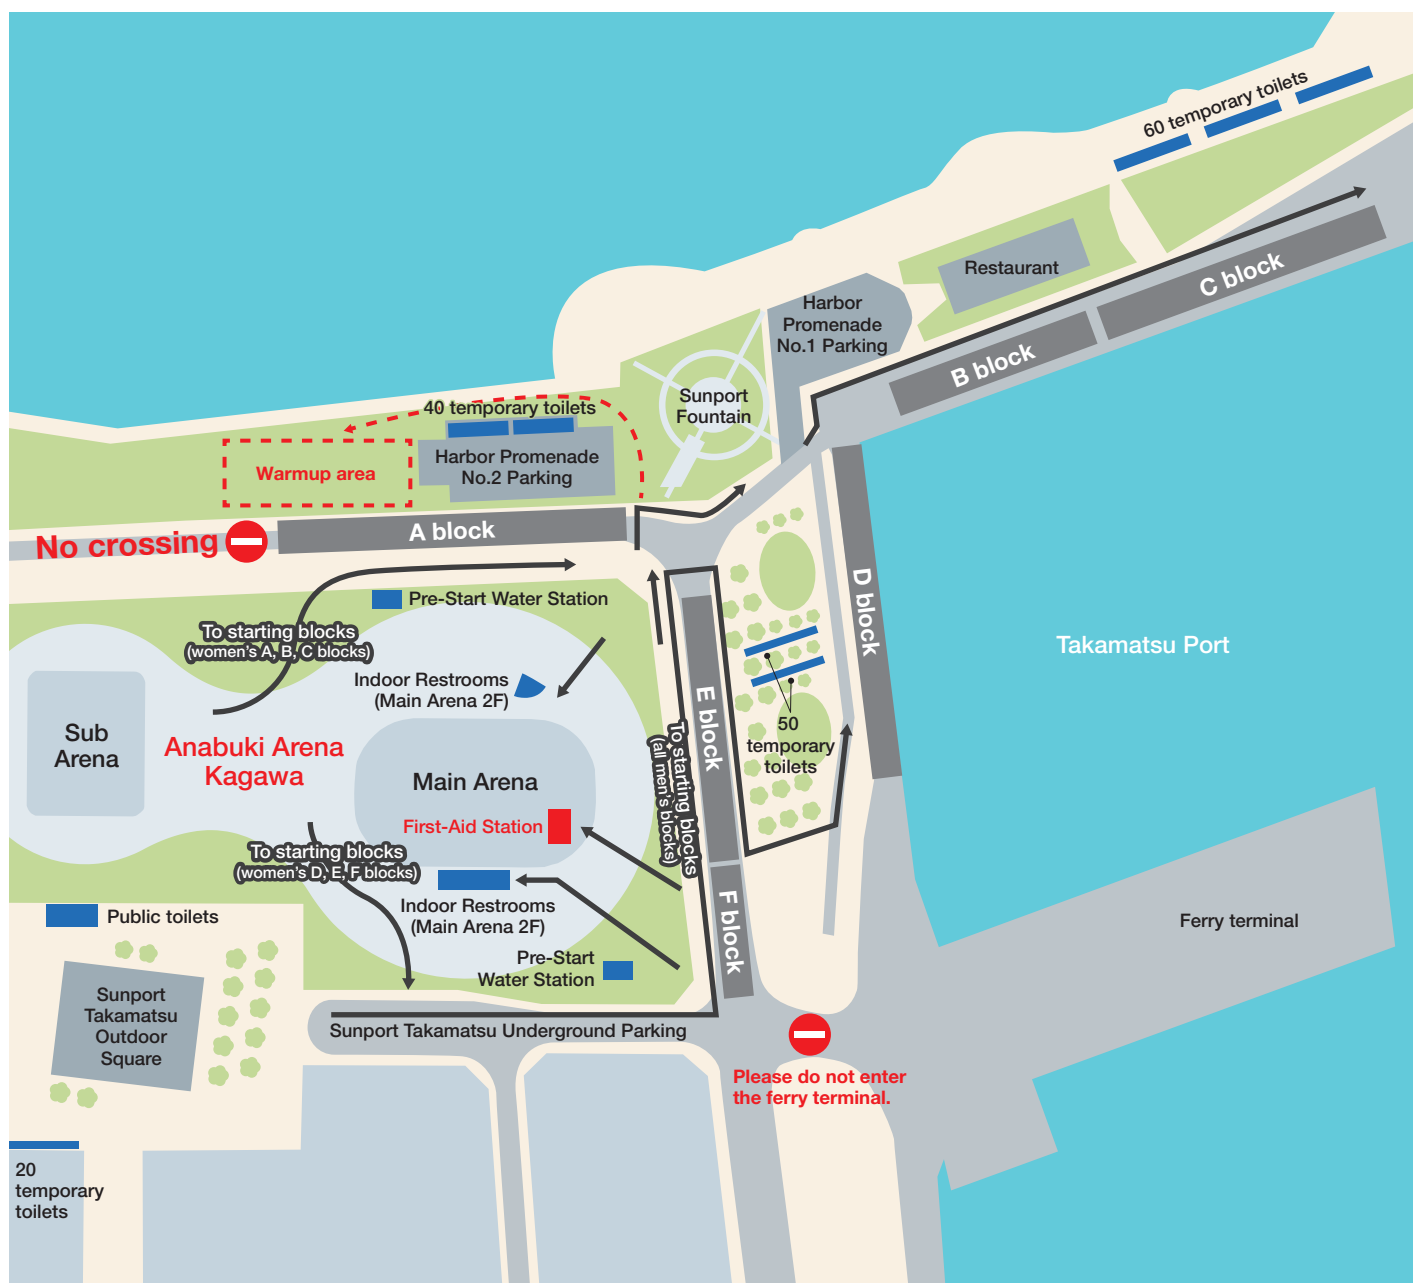 60 temporary toilets
Restaurant
C block
Harbor
Promenade
No.1 Parking
B block
Sunport
Fountain
40 temporary toilets
Warmup area
Harbor Promenade
No.2 Parking
No crossing
A block
Pre-Start Water Station
To starting blocks
(women's A, B, C blocks)
D block
Takamatsu Port
Indoor Restrooms
(Main Arena 2F)
E block
Sub
Arena
Anabuki Arena
Kagawa
Main Arena
50
temporary
toilets
To starting blocks
(all men's blocks)
First-Aid Station
To starting blocks
(women's D, E, F blocks)
Indoor Restrooms
(Main Arena 2F)
F block
Public toilets
Ferry terminal
Pre-Start
Water Station
Sunport
Takamatsu
Outdoor
Square
Sunport Takamatsu Underground Parking
Please do not enter
the ferry terminal.
20
temporary
toilets